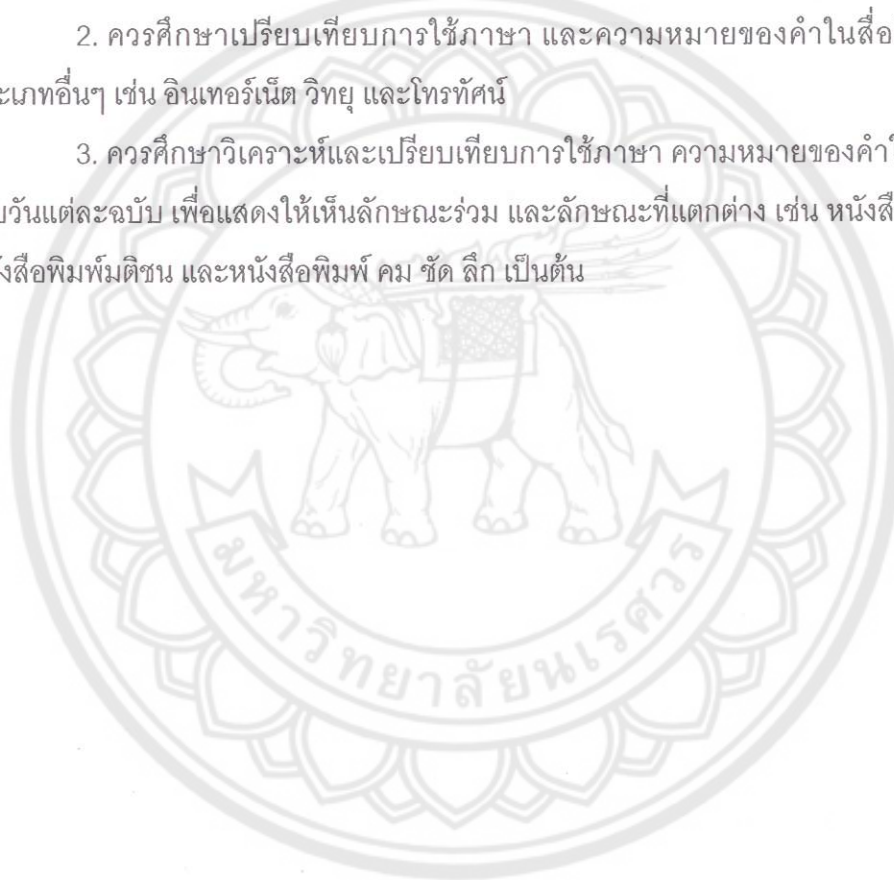 2. ควรศึกษาเปรียบเทียบการใช้ภาษา และความหมายของคำในสื่อ
ะเภทอื่นๆ เช่น อินเทอร์เน็ต วิทยุ และโทรทัศน์
3. ควรศึกษาวิเคราะห์และเปรียบเทียบการใช้ภาษา ความหมายของคำ
วันแต่ละฉบับ เพื่อแสดงให้เห็นลักษณะร่วม และลักษณะที่แตกต่าง เช่น หนังสื
ังสือพิมพ์มติชน และหนังสือพิมพ์ คม ชัด ลึก เป็นต้น
มหาวิทยาลัยนเรศวร